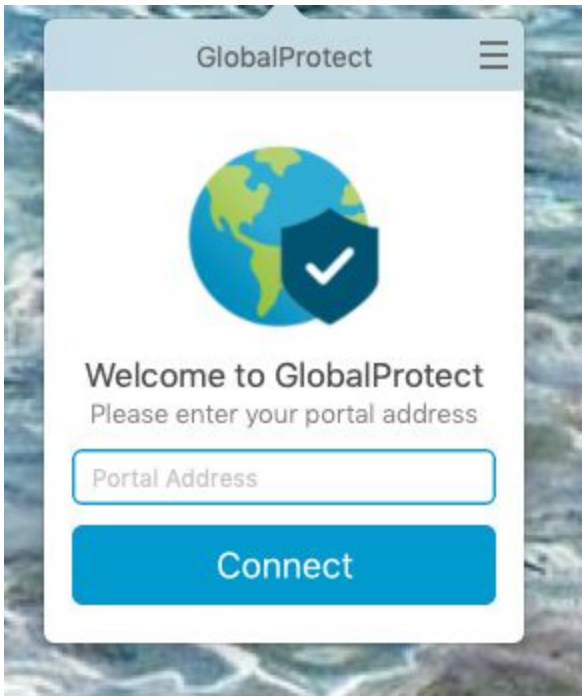 GlobalProtect
Welcome to GlobalProtect
Please enter your portal address
Portal Address
Connect